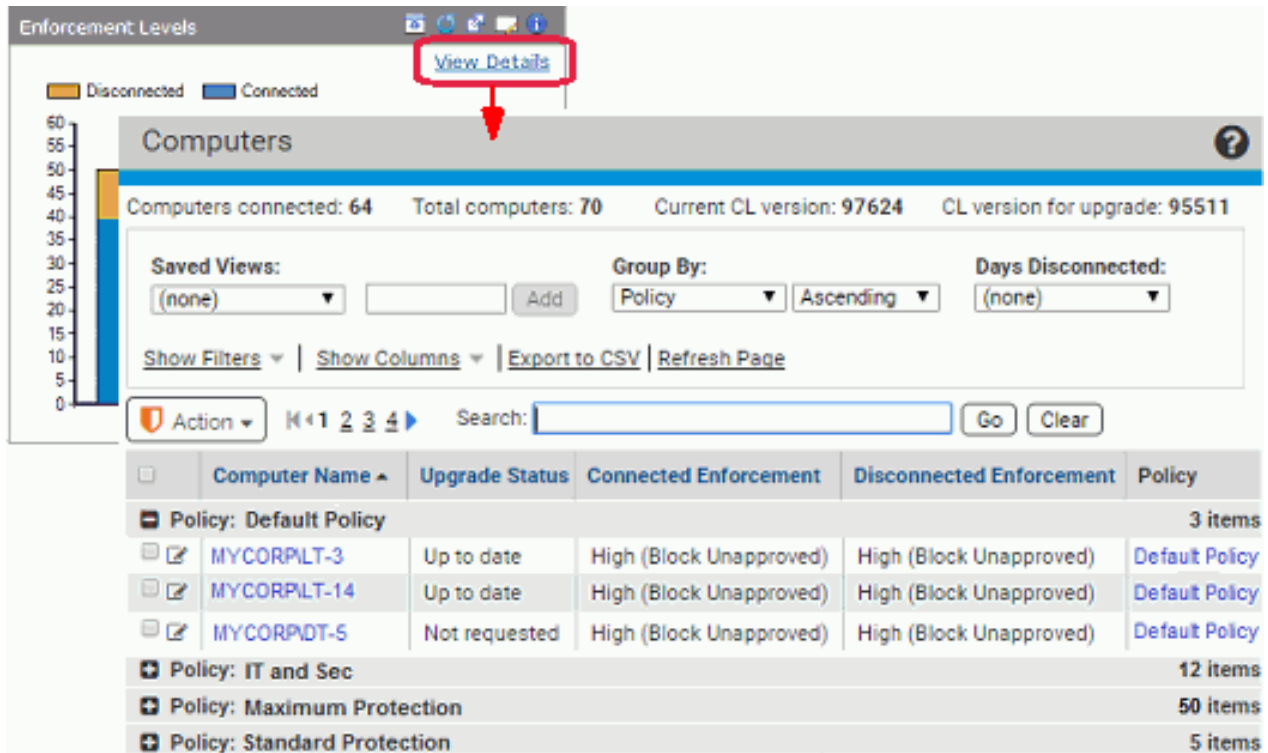 Enforcement Levels
View Details
Disconnected Connected
60
55
50
45
40
35
30
25
20
15
10
5
0
Computers
?
Computers connected: 64 Total computers: 70 Current CL version: 97624 CL version for upgrade: 95511
Saved Views: Group By: Days Disconnected:
(none) Add Policy Ascending (none)
Show Filters | Show Columns | Export to CSV | Refresh Page
Action 1 2 3 4 Search: Go Clear
Computer Name Upgrade Status Connected Enforcement Disconnected Enforcement Policy
Policy: Default Policy 3 items
MYCORP\LT-3 Up to date High (Block Unapproved) High (Block Unapproved) Default Policy
MYCORP\LT-14 Up to date High (Block Unapproved) High (Block Unapproved) Default Policy
MYCORP\DT-5 Not requested High (Block Unapproved) High (Block Unapproved) Default Policy
Policy: IT and Sec 12 items
Policy: Maximum Protection 50 items
Policy: Standard Protection 5 items